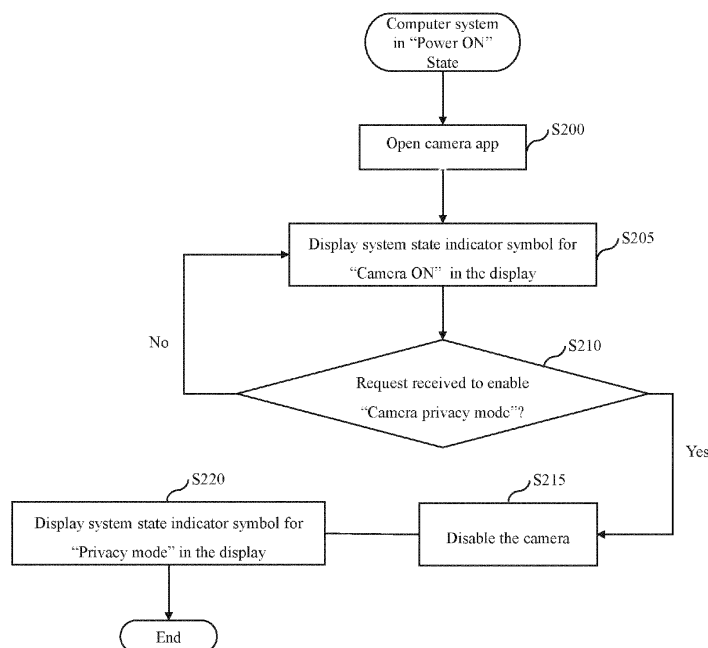 Computer system
in “Power ON”
State
Open camera app
S200
Display system state indicator symbol for
“Camera ON” in the display
S205
No
Request received to enable
“Camera privacy mode”?
S210
Yes
Disable the camera
S215
Display system state indicator symbol for
“Privacy mode” in the display
S220
End